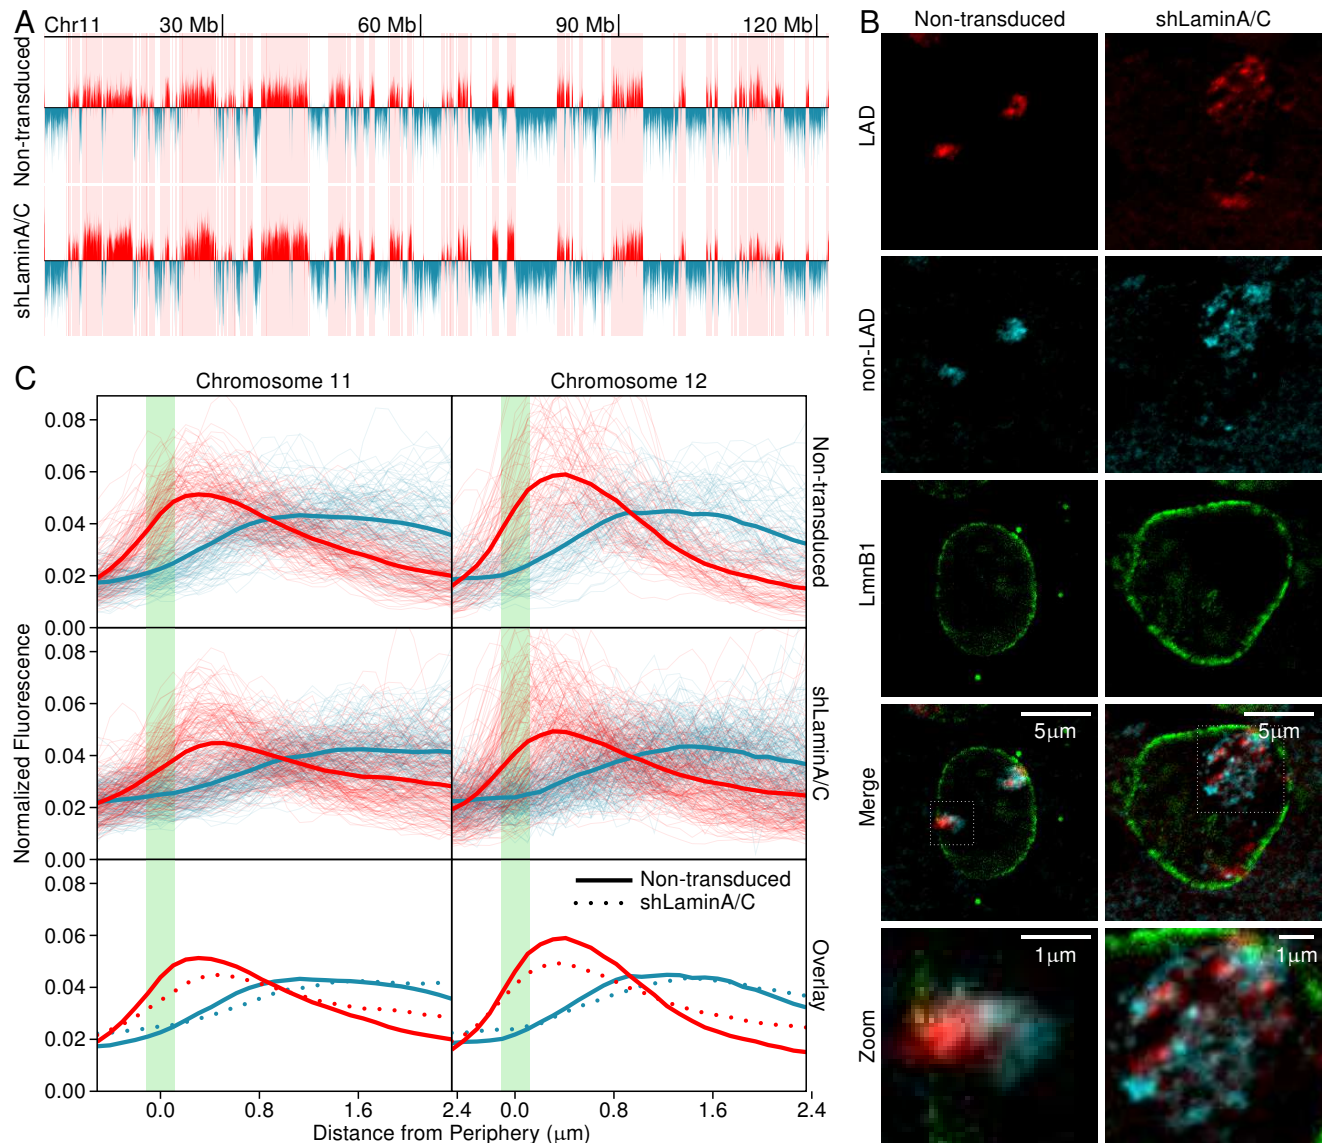 A
Chr11 30 Mb 60 Mb 90 Mb 120 Mb
Non-transduced
shLaminA/C
B
Non-transduced shLaminA/C
LAD
non-LAD
LmnB1
Merge
5μm 5μm
Zoom
1μm 1μm
C
Chromosome 11 Chromosome 12
0.08
0.06
0.04
0.02
0.00
Non-transduced
0.08
0.06
0.04
0.02
0.00
shLaminA/C
0.08
0.06
0.04
0.02
0.00
Non-transduced
shLaminA/C
Overlay
Normalized Fluorescence
0.0 0.8 1.6 2.4 0.0 0.8 1.6 2.4
Distance from Periphery (μm)